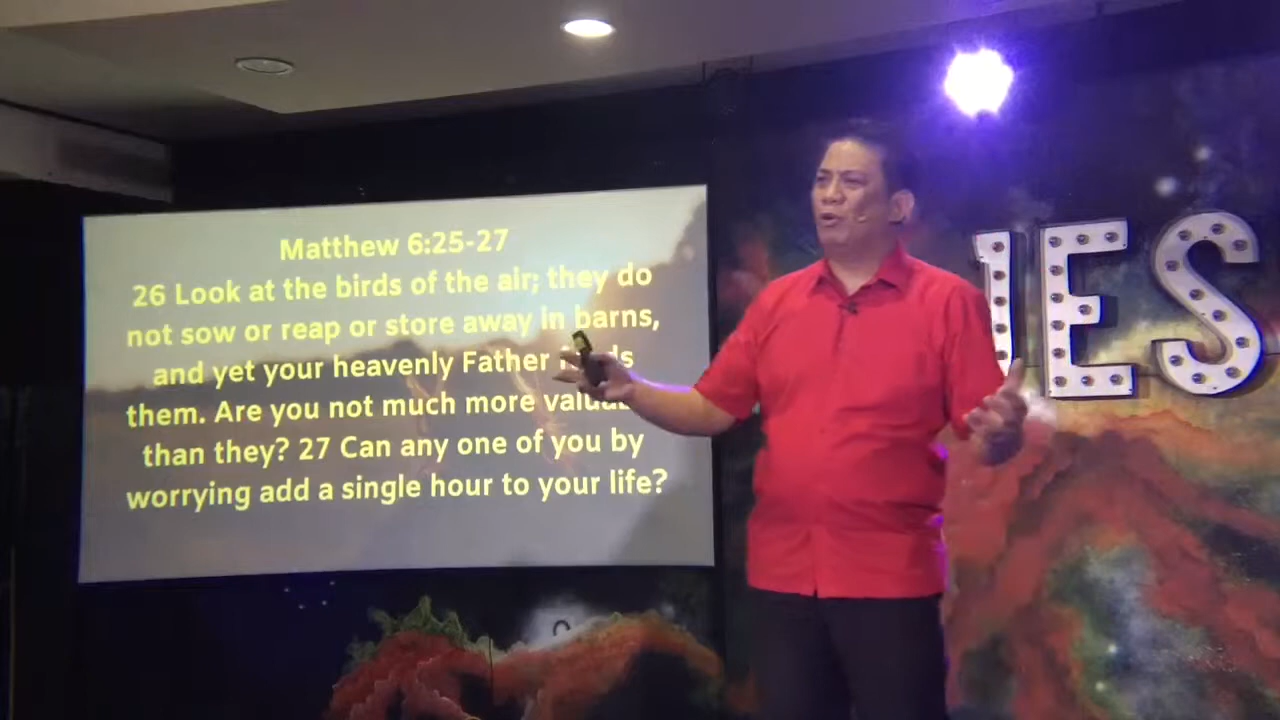 Matthew 6:25-27
26 Look at the birds of the air; they do
not sow or reap or store away in barns,
and yet your heavenly Father
them. Are you not much more
than they? 27 Can any one of you by
worrying add a single hour to your life?
JES